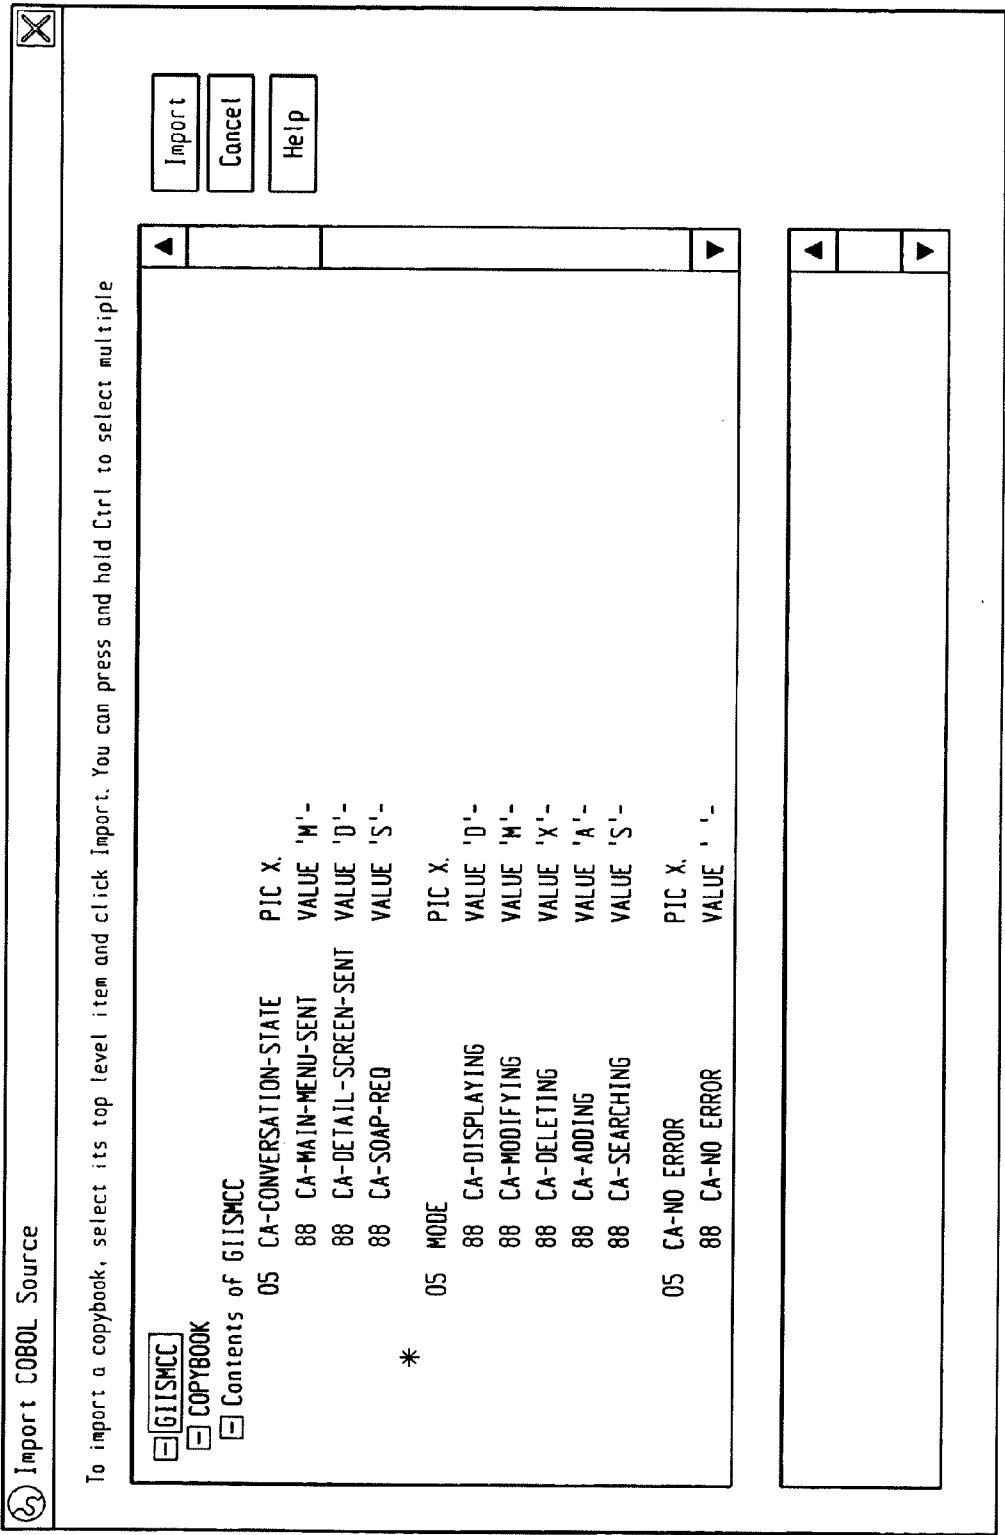 Import COBOL Source
To import a copybook, select its top level item and click Import. You can press and hold Ctrl to select multiple
GIISMCC
COPYBOOK
Contents of GIISMCC
05 CA-CONVERSATION-STATE PIC X.
88 CA-MAIN-MENU-SENT VALUE 'M'-
88 CA-DETAIL-SCREEN-SENT VALUE 'D'-
88 CA-SOAP-REQ VALUE 'S'-
*
05 MODE PIC X.
88 CA-DISPLAYING VALUE 'D'-
88 CA-MODIFYING VALUE 'M'-
88 CA-DELETING VALUE 'X'-
88 CA-ADDING VALUE 'A'-
88 CA-SEARCHING VALUE 'S'-
05 CA-NO ERROR PIC X.
88 CA-NO ERROR VALUE ' '-
Import
Cancel
Help